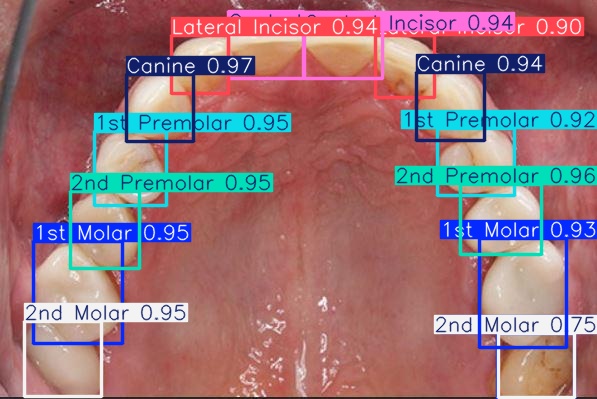 Lateral Incisor 0.94
Incisor 0.94
0.90
Canine 0.97
Canine 0.94
1st Premolar 0.95
1st Premolar 0.92
2nd Premolar 0.95
2nd Premolar 0.96
1st Molar 0.95
1st Molar 0.93
2nd Molar 0.95
2nd Molar 0.75